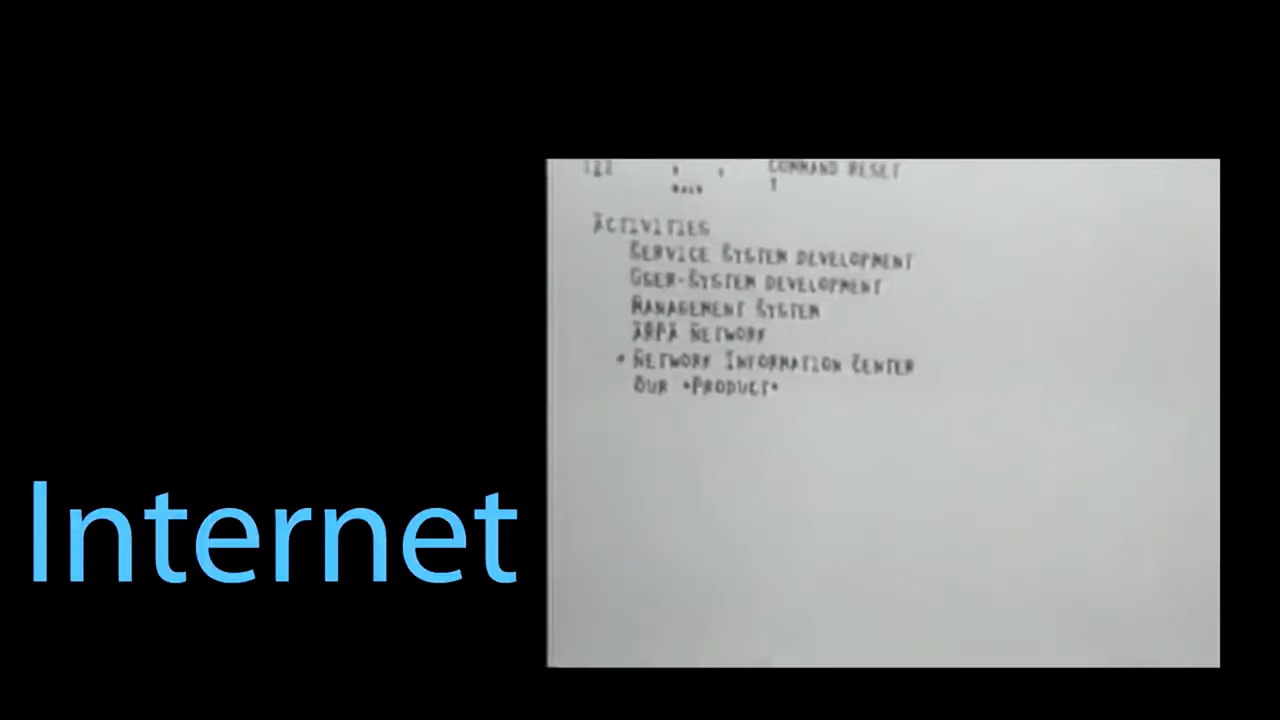 COMMAND RESET
ACTIVITIES
SERVICE SYSTEM DEVELOPMENT
USER-SYSTEM DEVELOPMENT
MANAGEMENT SYSTEM
ARPA NETWORK
NETWORK INFORMATION CENTER
OUR *PRODUCT*
Internet